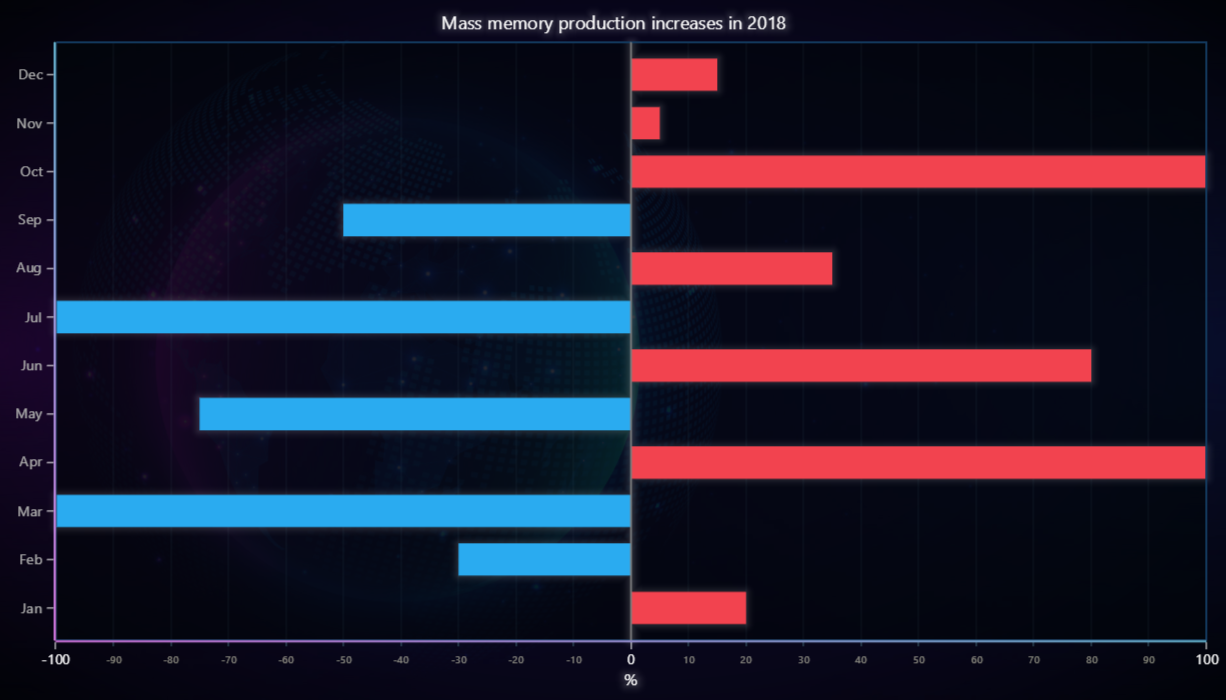 Mass memory production increases in 2018
Dec
Nov
Oct
Sep
Aug
Jul
Jun
May
Apr
Mar
Feb
Jan
-100 -90 -80 -70 -60 -50 -40 -30 -20 -10 0 10 20 30 40 50 60 70 80 90 100
%